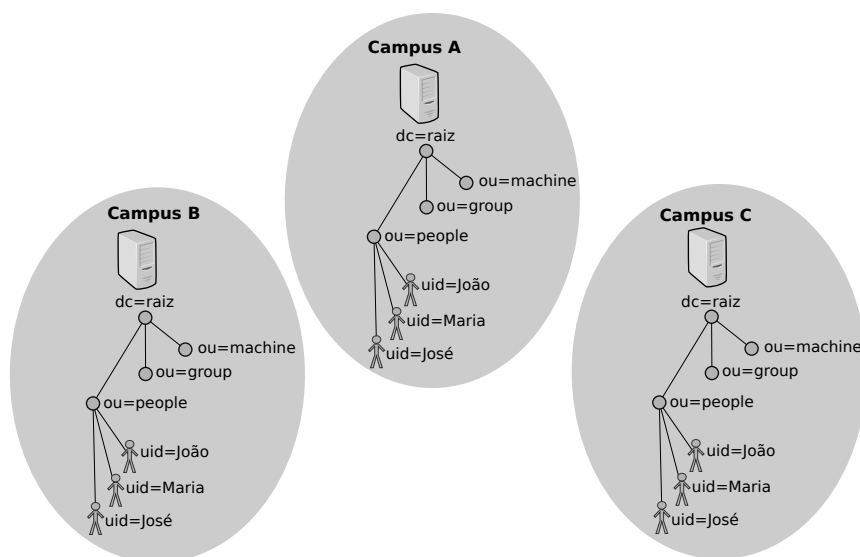 Campus A
dc=raiz
ou=machine
ou=group
ou=people
uid=João
uid=Maria
uid=José
Campus B
dc=raiz
ou=machine
ou=group
ou=people
uid=João
uid=Maria
uid=José
Campus C
dc=raiz
ou=machine
ou=group
ou=people
uid=João
uid=Maria
uid=José